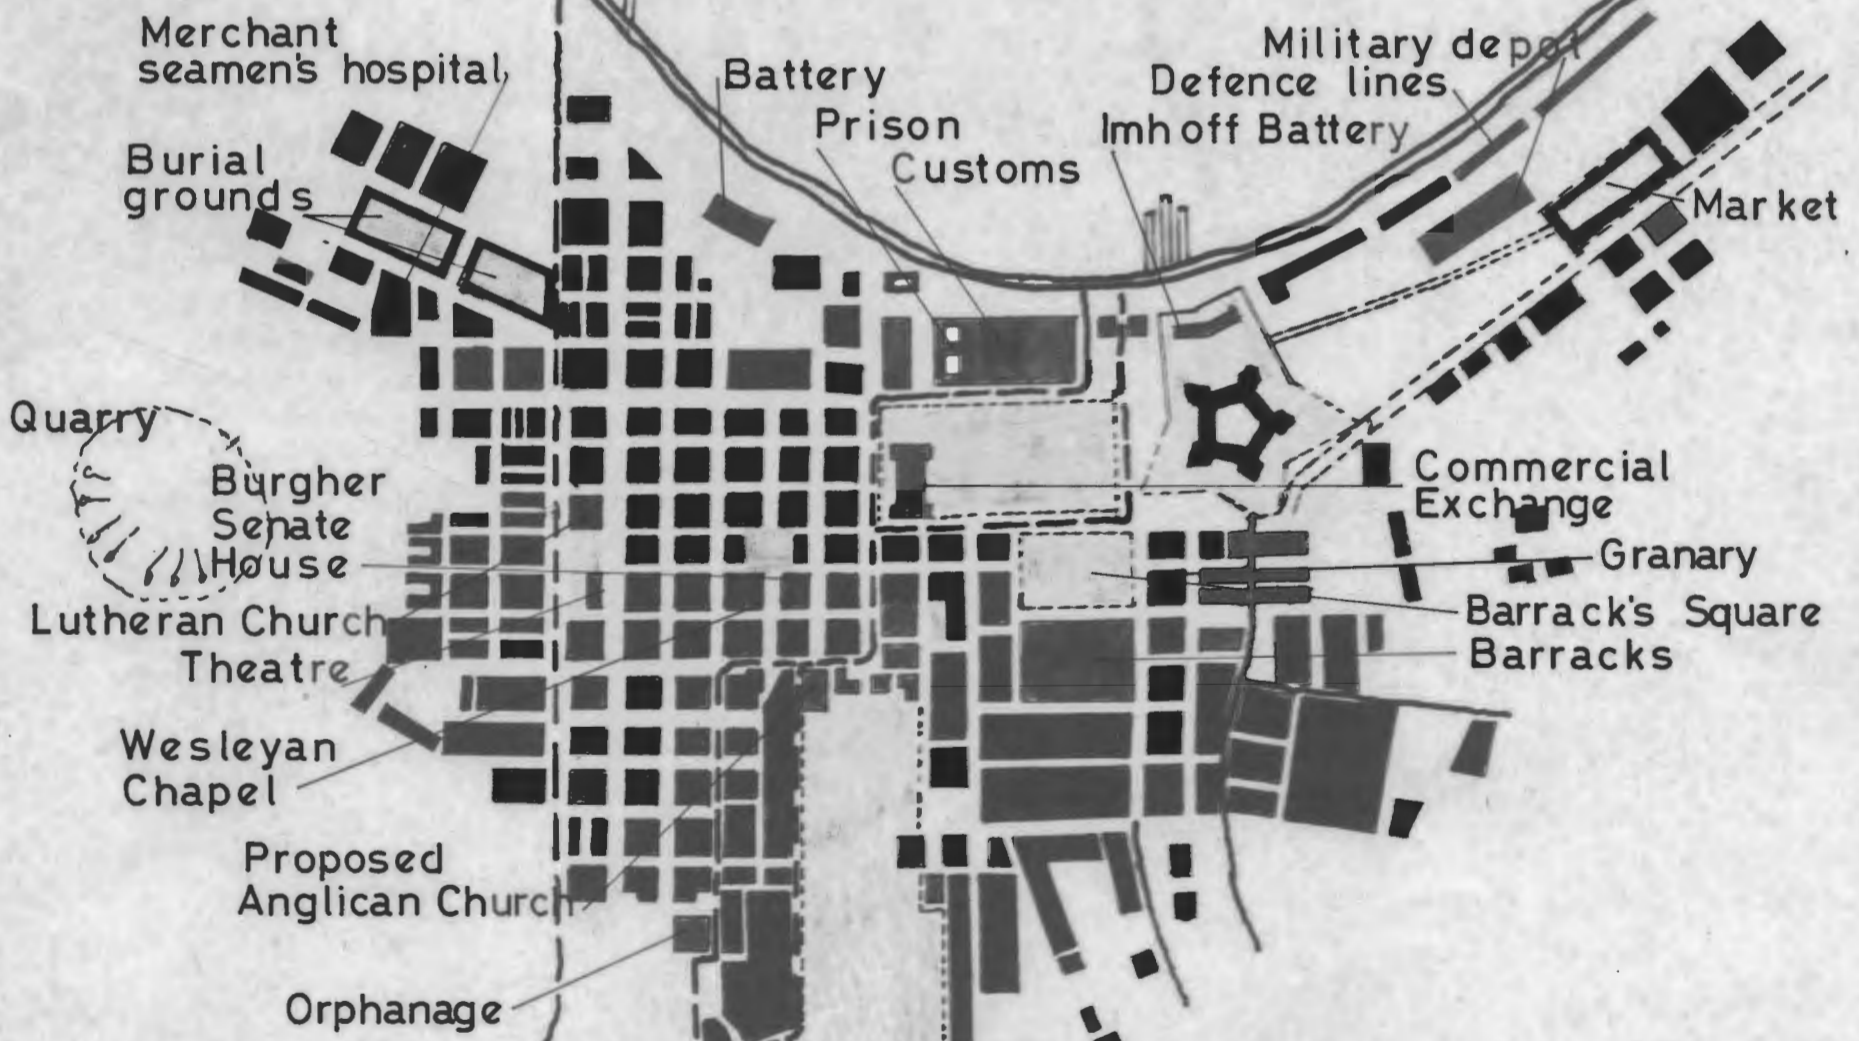 Merchant
seamen's hospital
Burial
grounds
Battery
Prison
Customs
Military depot
Defence lines
Imhoff Battery
Market
Quarry
Burgher
Senate
House
Lutheran Church
Theatre
Wesleyan
Chapel
Proposed
Anglican Church
Orphanage
Commercial
Exchange
Granary
Barrack's Square
Barracks